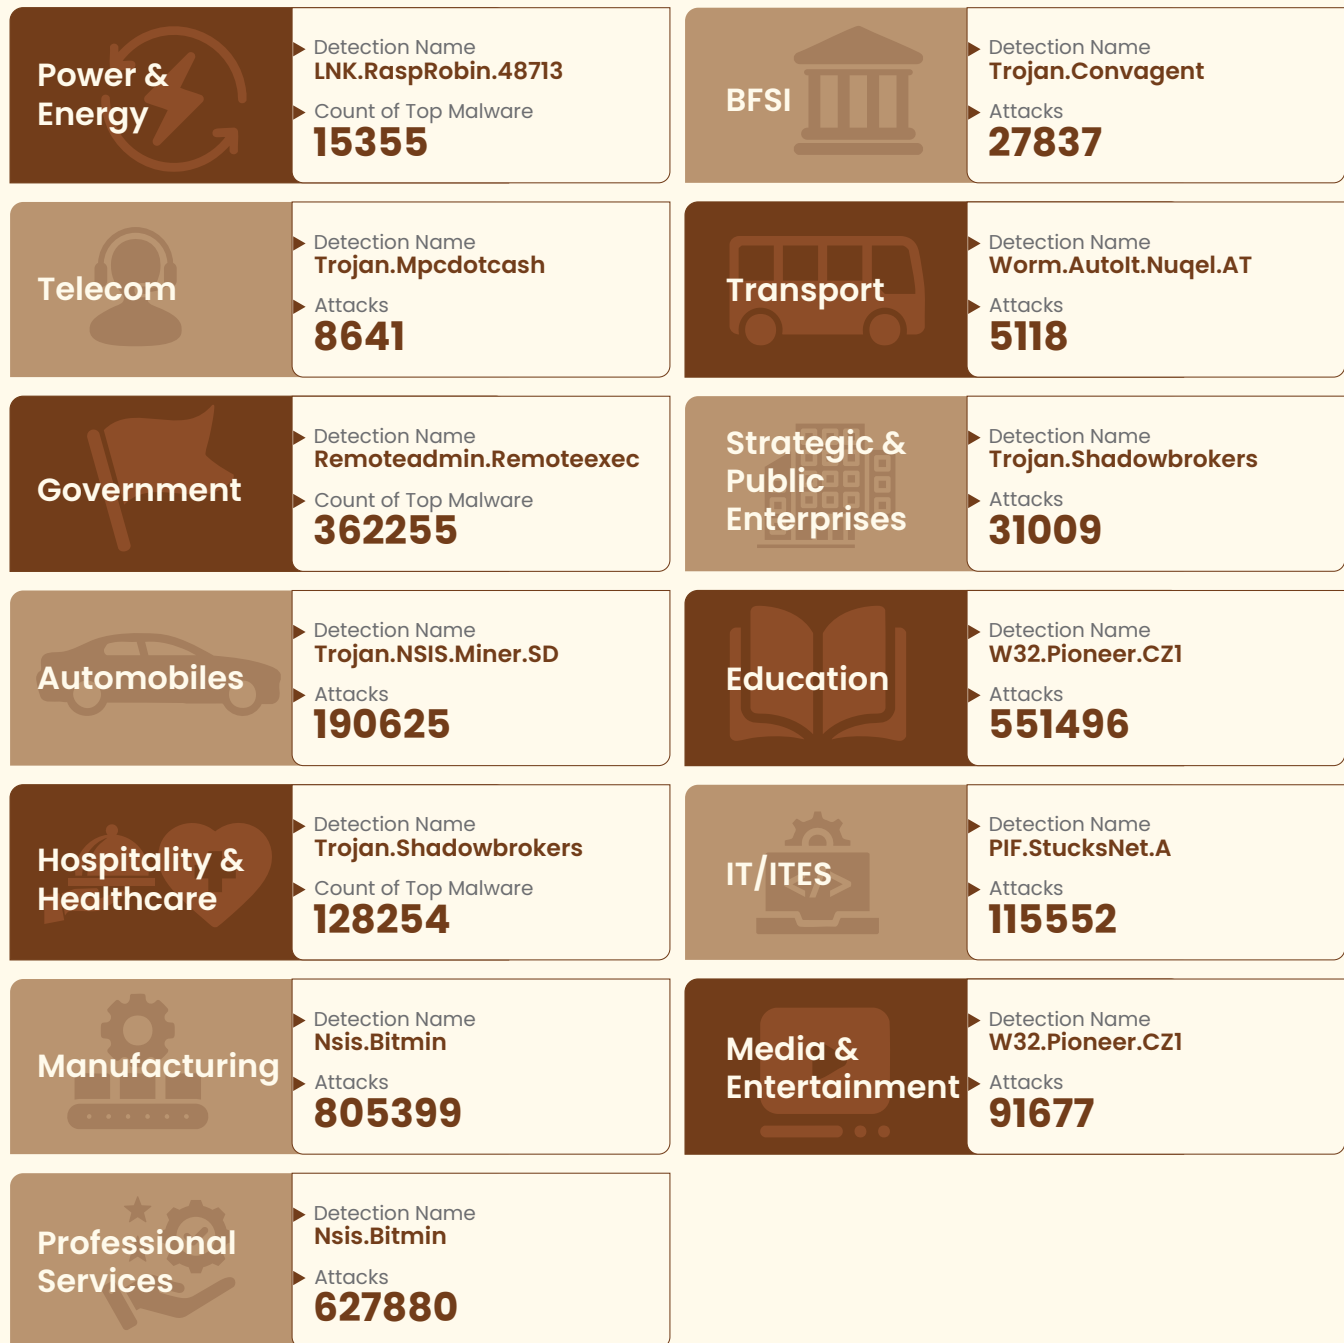 Power &
Energy
Detection Name
LNK.RaspRobin.48713
Count of Top Malware
15355
BFSI
Detection Name
Trojan.Convagent
Attacks
27837
Telecom
Detection Name
Trojan.Mpcdotcash
Attacks
8641
Transport
Detection Name
Worm.AutoIt.Nuqel.AT
Attack
5118
Government
Detection Name
Remoteadmin.Remoteexec
Count of Top Malware
362255
Strategic &
Public
Enterprises
Detection Name
Trojan.Shadowbrokers
Attacks
31009
Automobiles
Detection Name
Trojan.NSIS.Miner.SD
Attacks
190625
Education
Detection Name
W32.Pioneer.CZ1
Attacks
551496
Hospitality &
Healthcare
Detection Name
Trojan.Shadowbrokers
Count of Top Malware
128254
IT/ITES
Detection Name
PIF.StucksNet.A
Attacks
115552
Manufacturing
Detection Name
Nsis.Bitmin
Attacks
805399
Media &
Entertainment
Detection Name
W32.Pioneer.CZ1
Attacks
91677
Professional
Services
Detection Name
Nsis.Bitmin
Attacks
627880